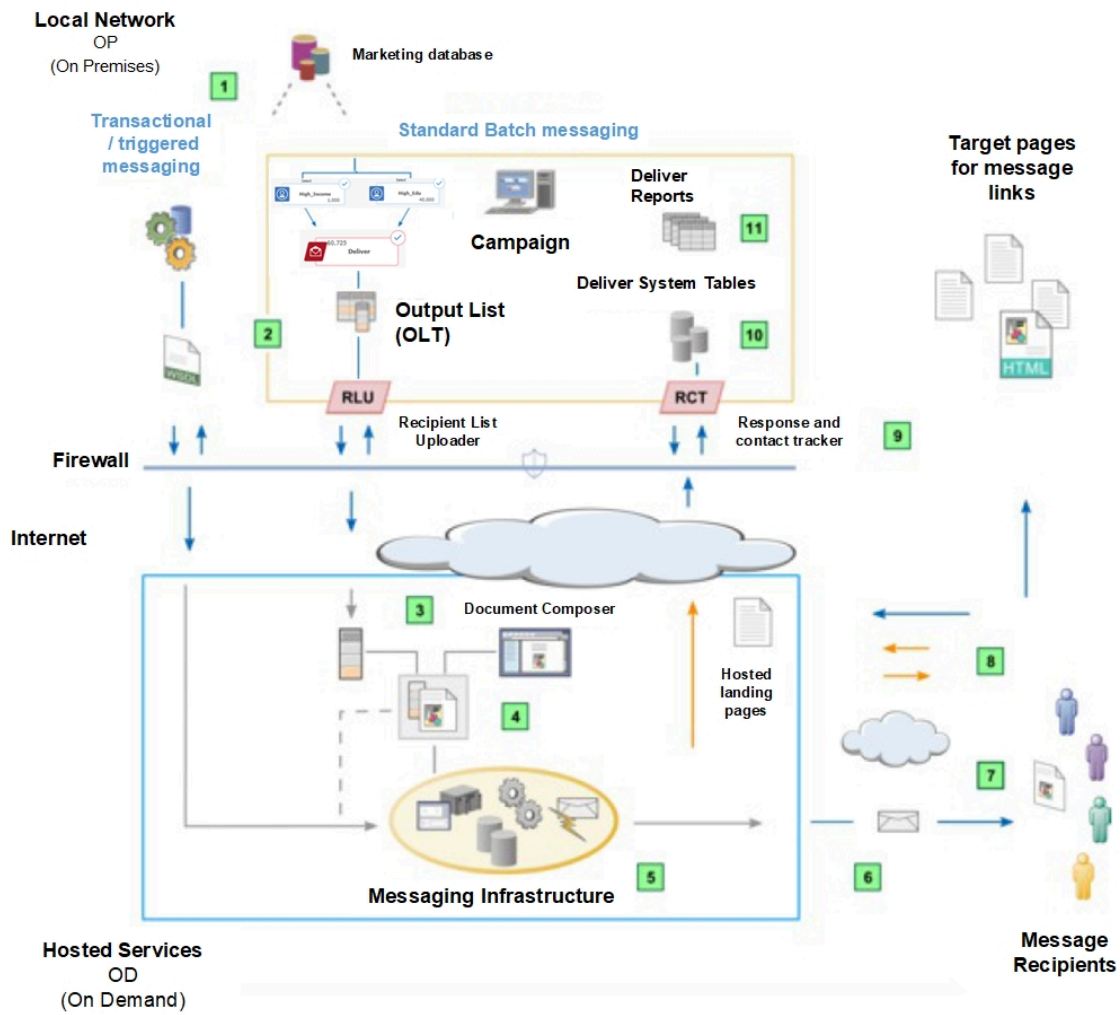 Local Network
OP
(On Premises)
Marketing database
1
Transactional
/ triggered
messaging
Standard Batch messaging
Target pages
for message
links
High_Income
High_Edu
Deliver
Campaign
Deliver
Reports
11
Deliver System Tables
Output List
(OLT)
2
10
WSDL
HTML
RLU
RCT
Recipient List
Uploader
Response and
contact tracker
9
Firewall
Internet
3
Document Composer
8
Hosted
landing
pages
4
7
Messaging Infrastructure
5
6
Hosted Services
OD
(On Demand)
Message
Recipients